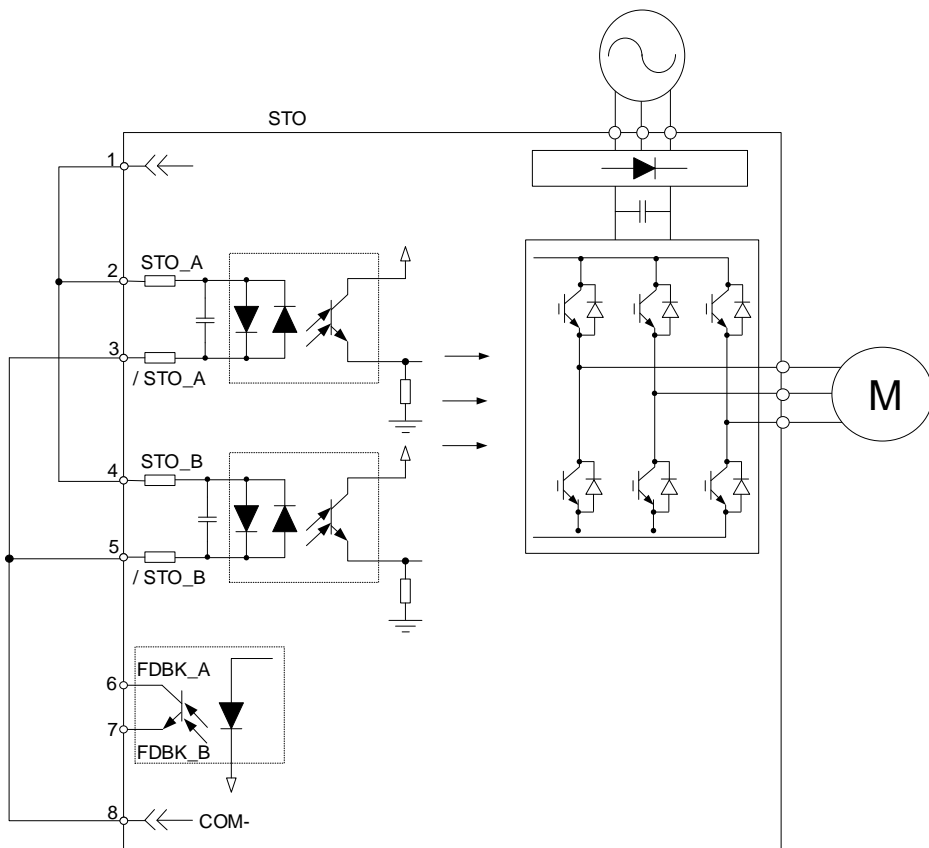 STO
1
2
STO_A
3
/ STO_A
4
STO_B
5
/ STO_B
M
6
FDBK_A
7
FDBK_B
8
COM-